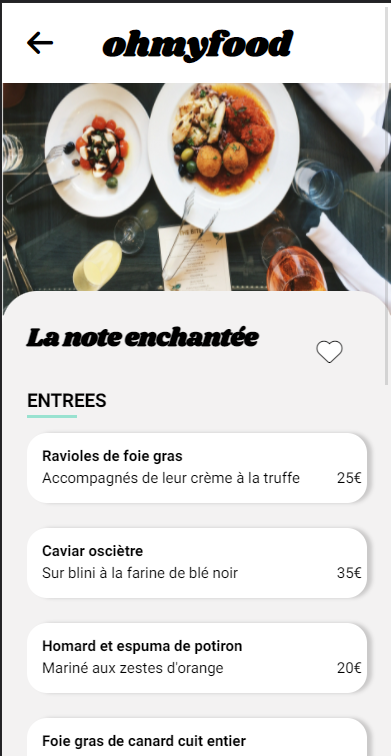 ohmyfood
La note enchantée
ENTREES
Ravioles de foie gras
Accompagnés de leur crème à la truffe 25€
Caviar osciètre
Sur blini à la farine de blé noir 35€
Homard et espuma de potiron
Mariné aux zestes d'orange 20€
Foie gras de canard cuit entier